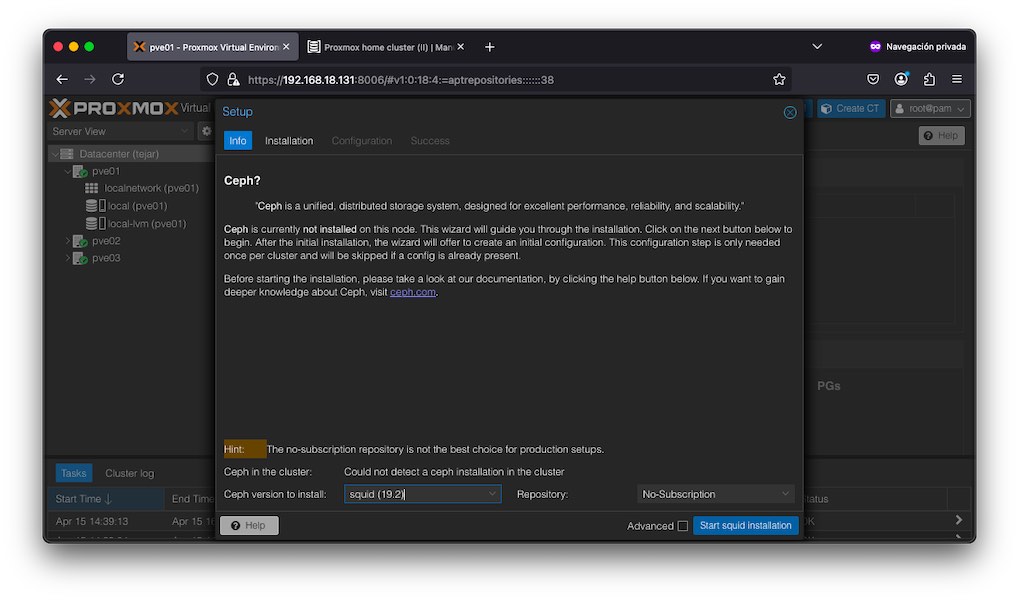 pve01 - Proxmox Virtual Environ
Proxmox home cluster (II) | Man
Navegación privada
https://192.168.18.131:8006/#v1:0:18:4:=aptrepositories::::::38
PROXMOX Virtual
Setup
Create CT
root@pam
Server View
Info
Installation
Configuration
Success
Help
Datacenter (tejar)
pve01
localnetwork (pve01)
local (pve01)
local-lvm (pve01)
pve02
pve03
Ceph?
"Ceph is a unified, distributed storage system, designed for excellent performance, reliability, and scalability."
Ceph is currently not installed on this node. This wizard will guide you through the installation. Click on the next button below to
begin. After the initial installation, the wizard will offer to create an initial configuration. This configuration step is only needed
once per cluster and will be skipped if a config is already present.
Before starting the installation, please take a look at our documentation, by clicking the help button below. If you want to gain
deeper knowledge about Ceph, visit ceph.com.
PGs
Hint: The no-subscription repository is not the best choice for production setups.
Ceph in the cluster: Could not detect a ceph installation in the cluster
Ceph version to install: squid (19.2)
Repository: No-Subscription
Help
Advanced
Start squid installation
Tasks
Cluster log
Start Time
End Time
Apr 15 14:39:13
Apr 15